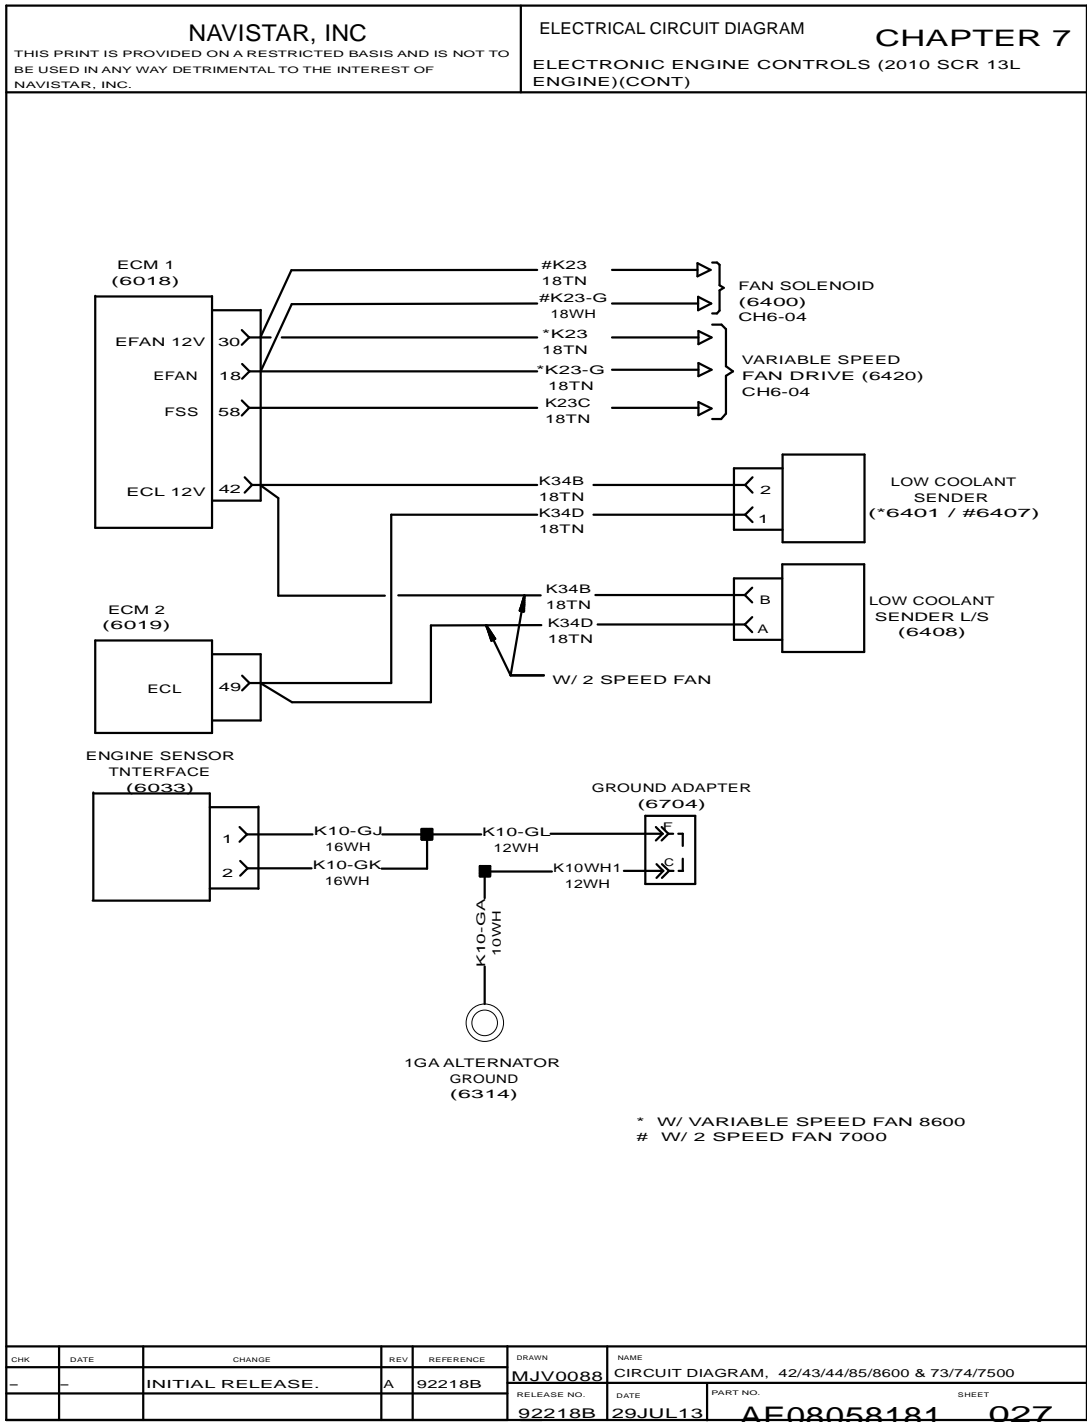 NAVISTAR, INC
THIS PRINT IS PROVIDED ON A RESTRICTED BASIS AND IS NOT TO
BE USED IN ANY WAY DETRIMENTAL TO THE INTEREST OF
NAVISTAR, INC.
ELECTRICAL CIRCUIT DIAGRAM
CHAPTER 7
ELECTRONIC ENGINE CONTROLS (2010 SCR 13L
ENGINE)(CONT)
ECM 1
(6018)
EFAN 12V 30
EFAN 18
FSS 58
ECL 12V 42
#K23
18TN
#K23-G
18WH
*K23
18TN
*K23-G
18TN
K23C
18TN
FAN SOLENOID
(6400)
CH6-04
VARIABLE SPEED
FAN DRIVE (6420)
CH6-04
K34B
18TN
K34D
18TN
2
1
LOW COOLANT
SENDER
(*6401 / #6407)
ECM 2
(6019)
ECL 49
K34B
18TN
K34D
18TN
B
A
LOW COOLANT
SENDER L/S
(6408)
W/ 2 SPEED FAN
ENGINE SENSOR
TNTERFACE
(6033)
1
2
K10-GJ
16WH
K10-GK
16WH
K10-GL
12WH
K10WH1
12WH
GROUND ADAPTER
(6704)
F
C
K10-GA
10WH
1GA ALTERNATOR
GROUND
(6314)
* W/ VARIABLE SPEED FAN 8600
# W/ 2 SPEED FAN 7000
CHK DATE CHANGE REV REFERENCE
– – INITIAL RELEASE. A 92218B
DRAWN
MJV0088
NAME
CIRCUIT DIAGRAM, 42/43/44/85/8600 & 73/74/7500
RELEASE NO.
92218B
DATE
29JUL13
PART NO.
AE08058181
SHEET
027